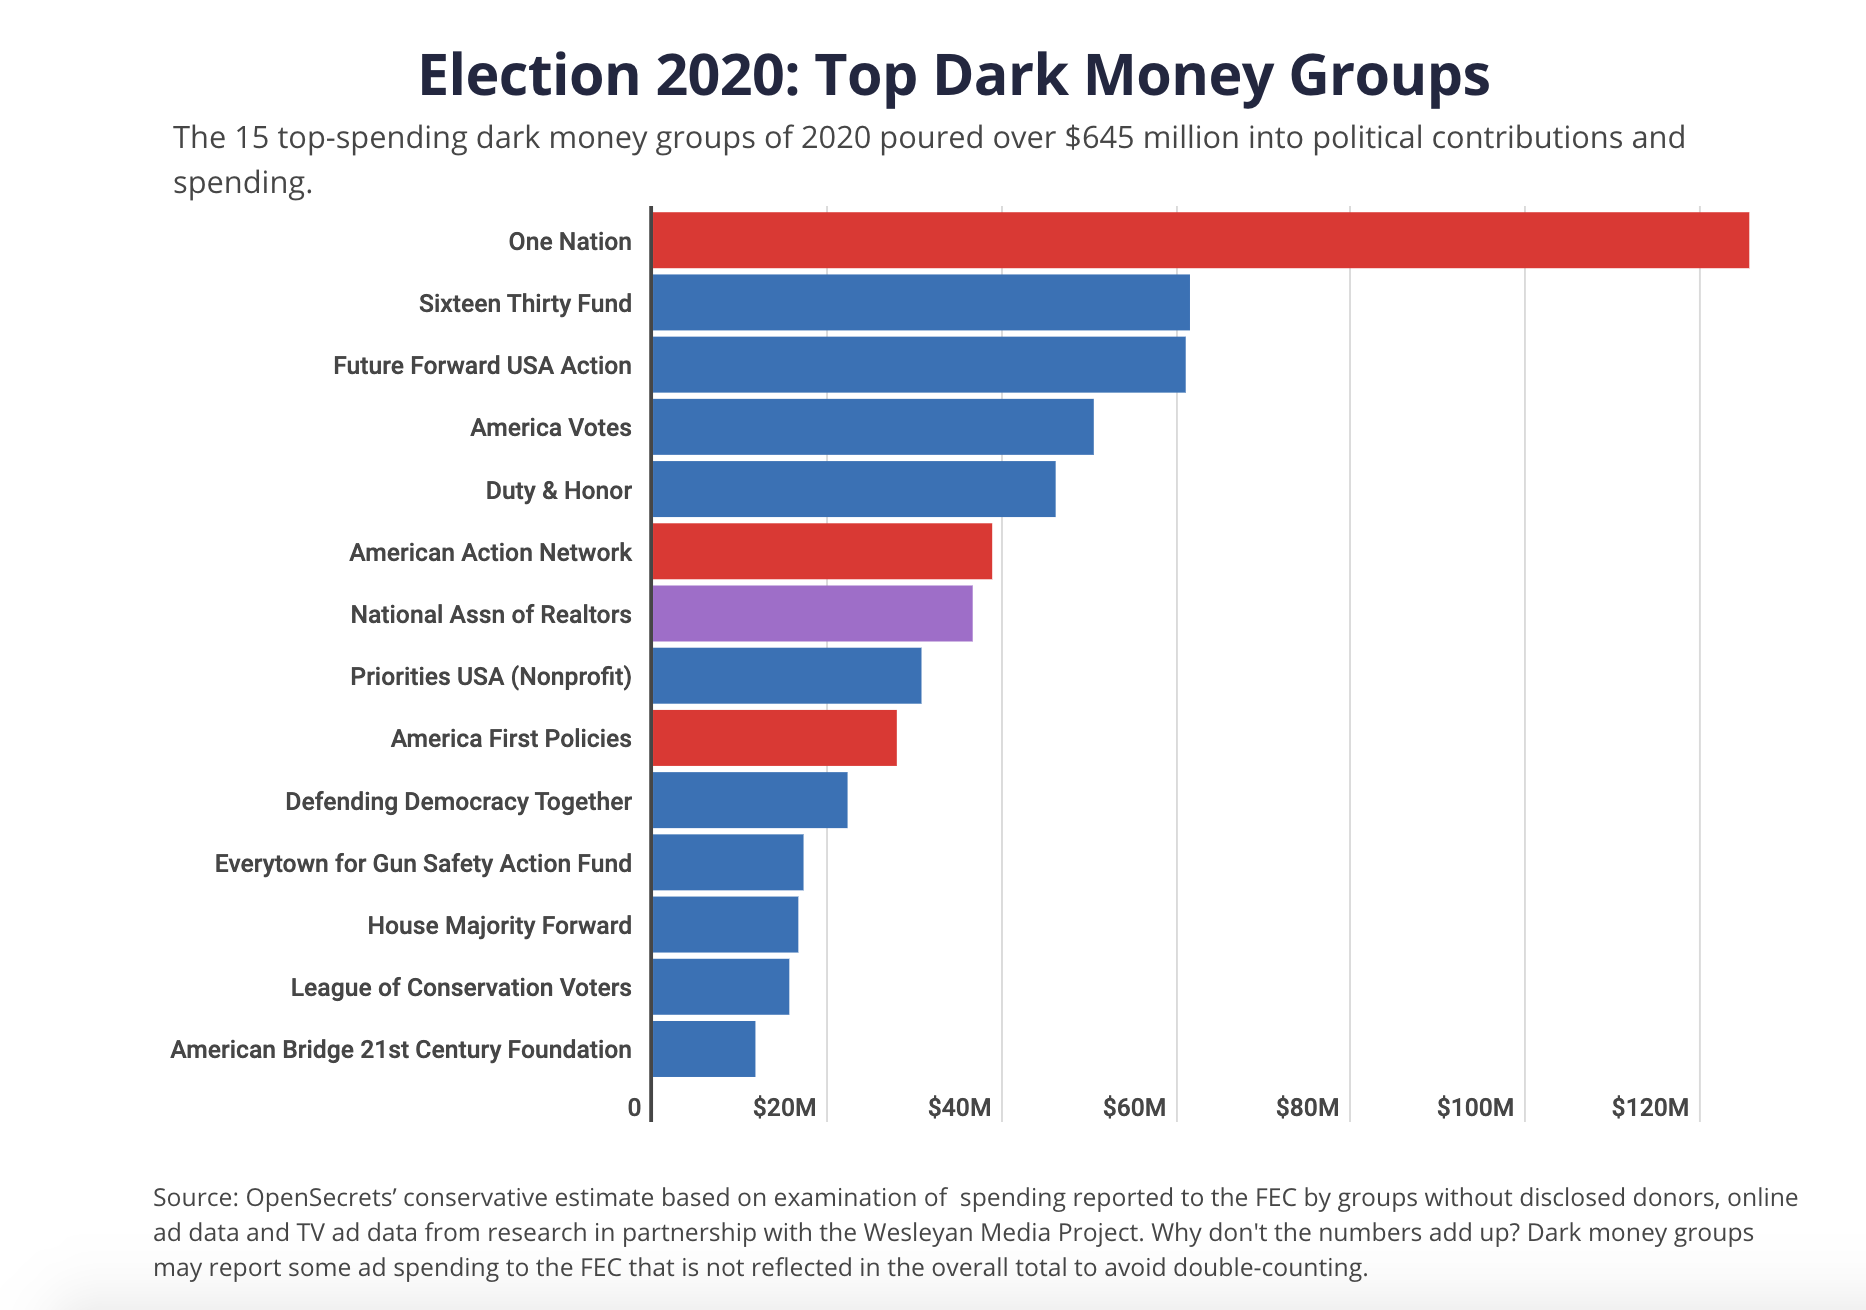 Election 2020: Top Dark Money Groups
The 15 top-spending dark money groups of 2020 poured over $645 million into political contributions and
spending.
One Nation
Sixteen Thirty Fund
Future Forward USA Action
America Votes
Duty & Honor
American Action Network
National Assn of Realtors
Priorities USA (Nonprofit)
America First Policies
Defending Democracy Together
Everytown for Gun Safety Action Fund
House Majority Forward
League of Conservation Voters
American Bridge 21st Century Foundation
0 $20M $40M $60M $80M $100M $120M
Source: OpenSecrets’ conservative estimate based on examination of  spending reported to the FEC by groups without disclosed donors, online
ad data and TV ad data from research in partnership with the Wesleyan Media Project. Why don't the numbers add up? Dark money groups
may report some ad spending to the FEC that is not reflected in the overall total to avoid double-counting.